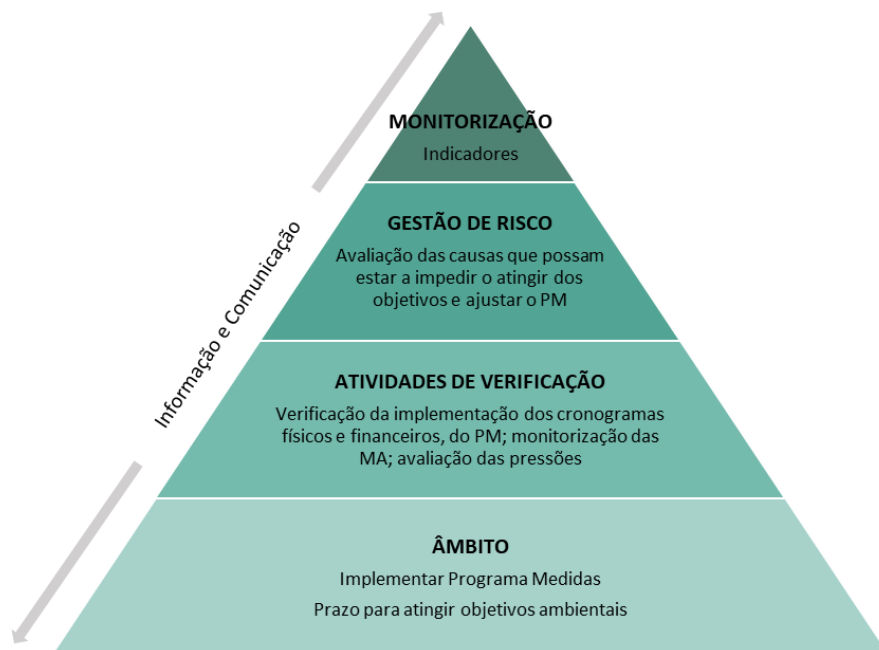 MONITORIZAÇÃO
Indicadores
GESTÃO DE RISCO
Avaliação das causas que possam
estar a impedir o atingir dos
objetivos e ajustar o PM
Informação e Comunicação
ATIVIDADES DE VERIFICAÇÃO
Verificação da implementação dos cronogramas
físicos e financeiros, do PM; monitorização das
MA; avaliação das pressões
ÂMBITO
Implementar Programa Medidas
Prazo para atingir objetivos ambientais